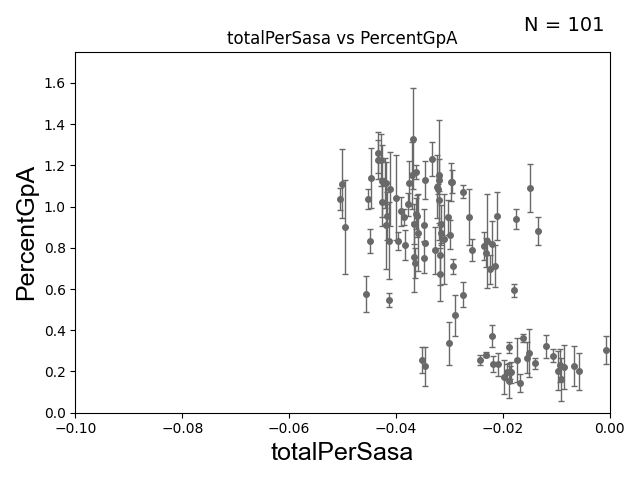 N = 101
totalPerSasa vs PercentGpA
PercentGpA
1.6
1.4
1.2
1.0
0.8
0.6
0.4
0.2
0.0
−0.10 −0.08 −0.06 −0.04 −0.02 0.00
totalPerSasa